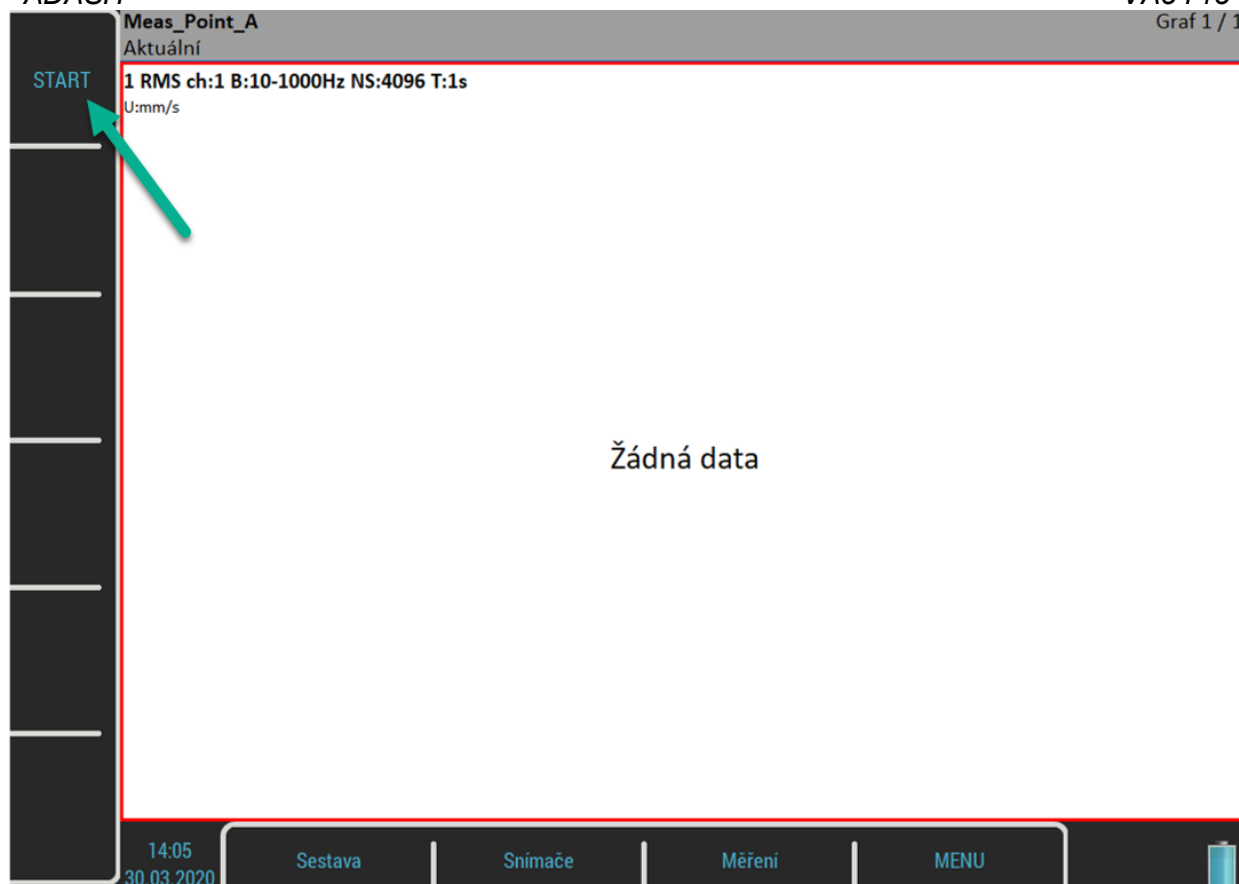 Meas_Point_A
Graf 1 / 1
Aktuální
START
1 RMS ch:1 B:10-1000Hz NS:4096 T:1s
U:mm/s
Žádná data
14:05
30.03.2020
Sestava
Snímače
Měření
MENU